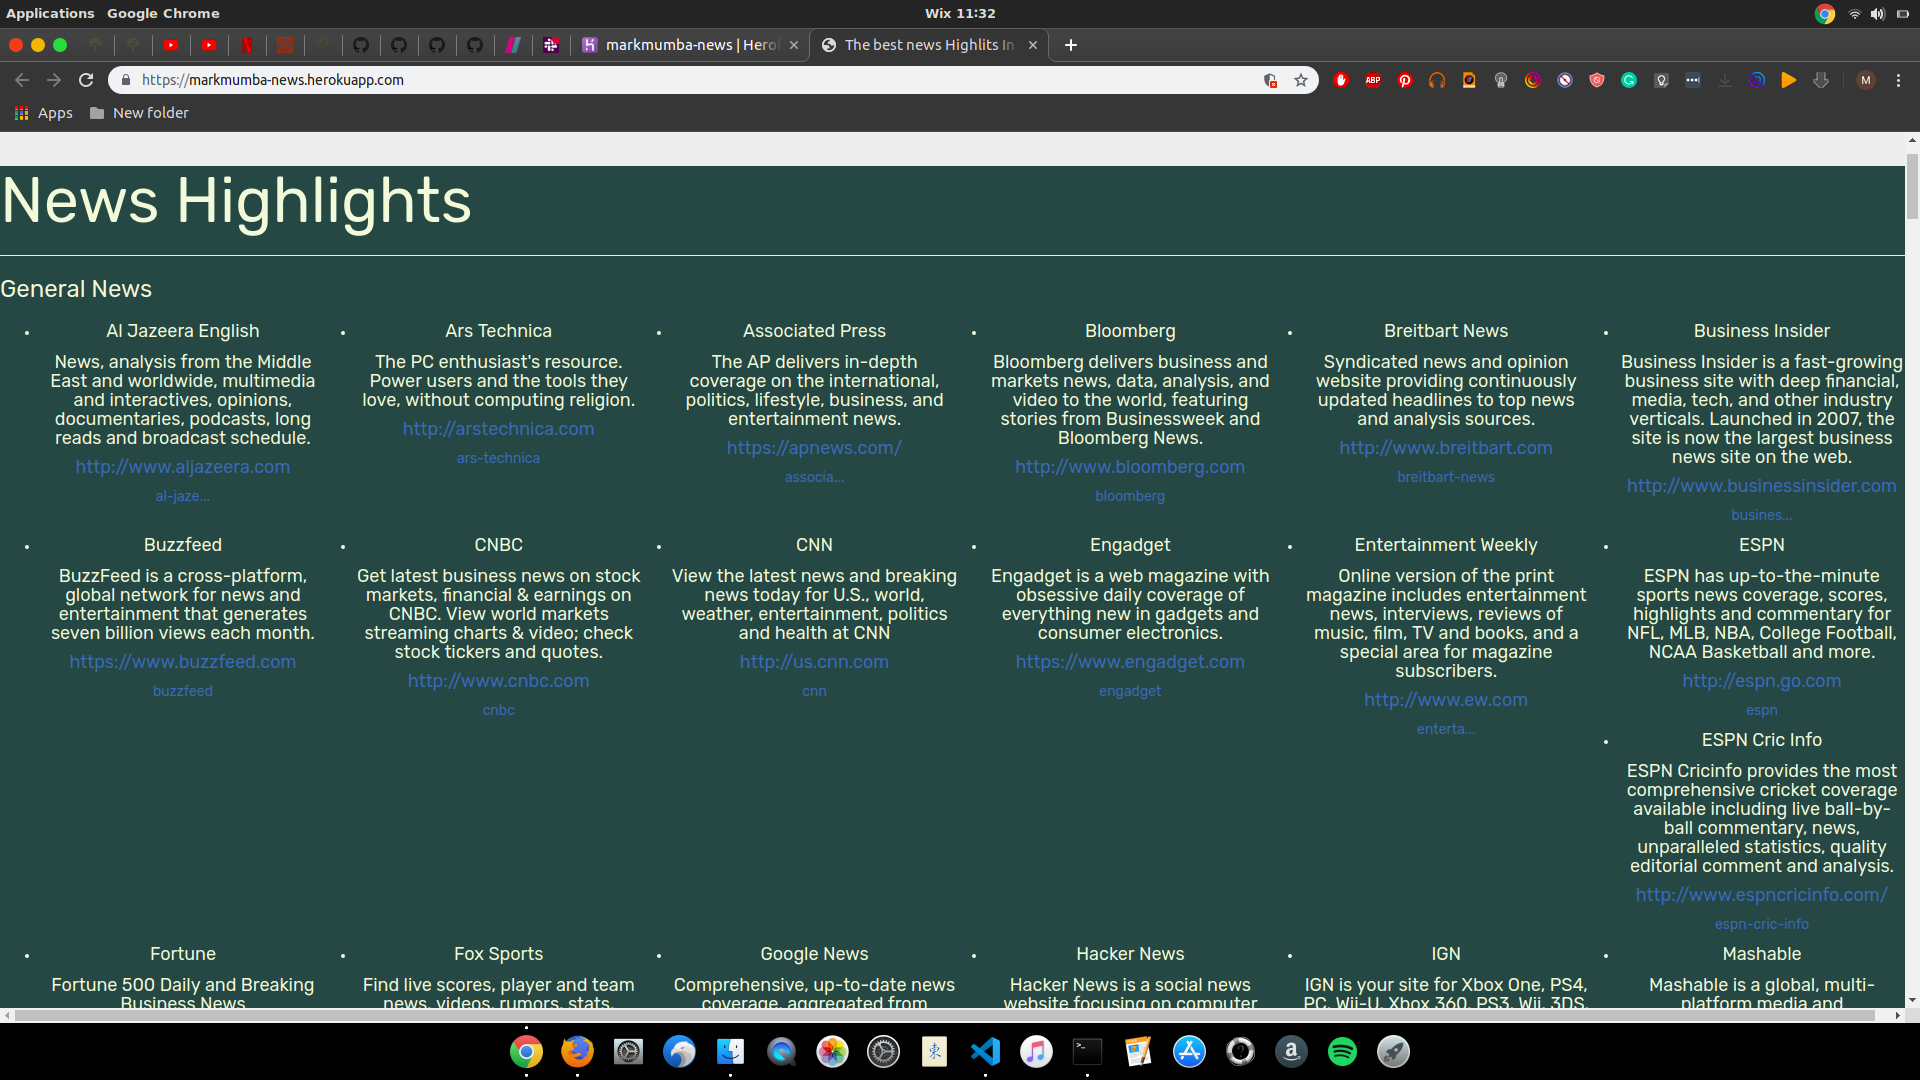 Applications Google Chrome
Wix 11:32
markmumba-news | Hero
The best news Highlits In
https://markmumba-news.herokuapp.com
ABP
M
Apps
New folder
News Highlights
General News
Al Jazeera English
News, analysis from the Middle
East and worldwide, multimedia
and interactives, opinions,
documentaries, podcasts, long
reads and broadcast schedule.
http://www.aljazeera.com
al-jaze...
Ars Technica
The PC enthusiast's resource.
Power users and the tools they
love, without computing religion.
http://arstechnica.com
ars-technica
Associated Press
The AP delivers in-depth
coverage on the international,
politics, lifestyle, business, and
entertainment news.
https://apnews.com/
associa...
Bloomberg
Bloomberg delivers business and
markets news, data, analysis, and
video to the world, featuring
stories from Businessweek and
Bloomberg News.
http://www.bloomberg.com
bloomberg
Breitbart News
Syndicated news and opinion
website providing continuously
updated headlines to top news
and analysis sources.
http://www.breitbart.com
breitbart-news
Business Insider
Business Insider is a fast-growing
business site with deep financial,
media, tech, and other industry
verticals. Launched in 2007, the
site is now the largest business
news site on the web.
http://www.businessinsider.com
busines...
Buzzfeed
BuzzFeed is a cross-platform,
global network for news and
entertainment that generates
seven billion views each month.
https://www.buzzfeed.com
buzzfeed
CNBC
Get latest business news on stock
markets, financial & earnings on
CNBC. View world markets
streaming charts & video; check
stock tickers and quotes.
http://www.cnbc.com
cnbc
CNN
View the latest news and breaking
news today for U.S., world,
weather, entertainment, politics
and health at CNN
http://us.cnn.com
cnn
Engadget
Engadget is a web magazine with
obsessive daily coverage of
everything new in gadgets and
consumer electronics.
https://www.engadget.com
engadget
Entertainment Weekly
Online version of the print
magazine includes entertainment
news, interviews, reviews of
music, film, TV and books, and a
special area for magazine
subscribers.
http://www.ew.com
enterta...
ESPN
ESPN has up-to-the-minute
sports news coverage, scores,
highlights and commentary for
NFL, MLB, NBA, College Football,
NCAA Basketball and more.
http://espn.go.com
espn
ESPN Cric Info
ESPN Cricinfo provides the most
comprehensive cricket coverage
available including live ball-by-
ball commentary, news,
unparalleled statistics, quality
editorial comment and analysis.
http://www.espncricinfo.com/
espn-cric-info
Fortune
Fortune 500 Daily and Breaking
Business News
Fox Sports
Find live scores, player and team
news, videos, rumors, stats,
Google News
Comprehensive, up-to-date news
coverage, aggregated from
Hacker News
Hacker News is a social news
website focusing on computer
IGN
IGN is your site for Xbox One, PS4,
PC, Wii-U, Xbox 360, PS3, Wii, 3DS,
Mashable
Mashable is a global, multi-
platform media and